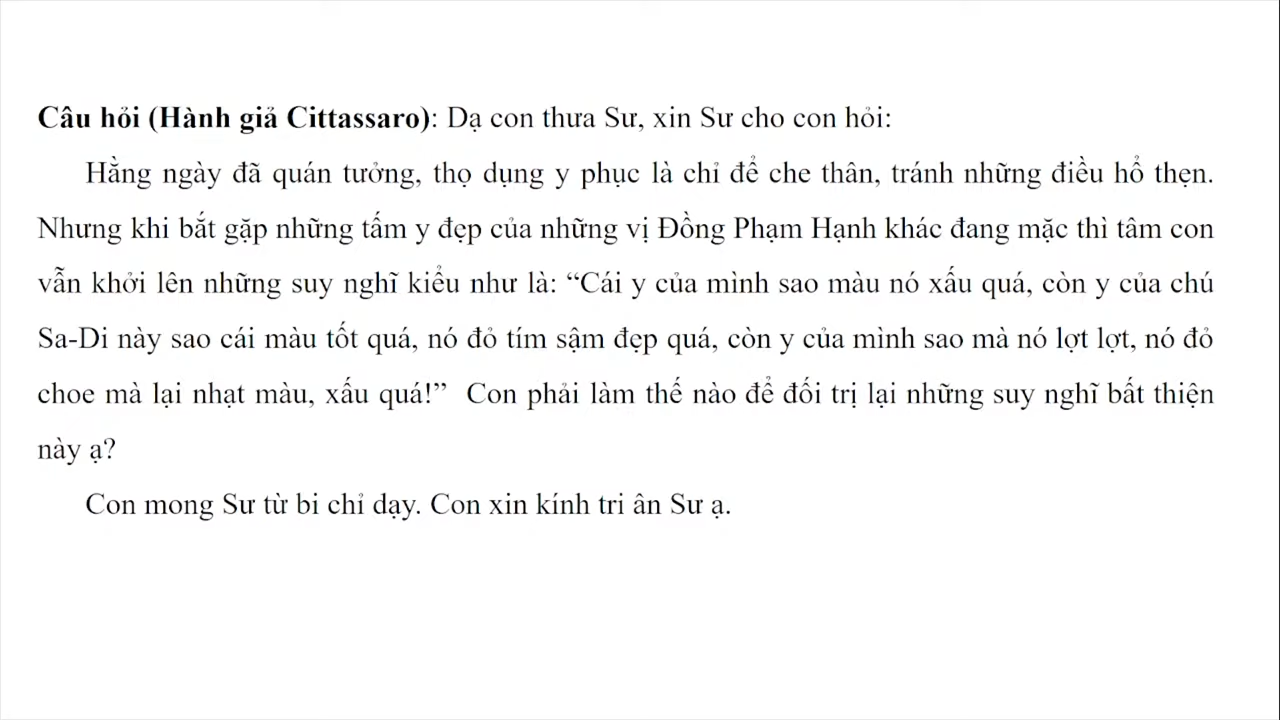 Câu hỏi (Hành giả Cittassaro): Dạ con thưa Sư, xin Sư cho con hỏi:
Hằng ngày đã quán tưởng, thọ dụng y phục là chỉ để che thân, tránh những điều hổ thẹn.
Nhưng khi bắt gặp những tấm y đẹp của những vị Đồng Phạm Hạnh khác đang mặc thì tâm con
vẫn khởi lên những suy nghĩ kiểu như là: “Cái y của mình sao màu nó xấu quá, còn y của chú
Sa-Di này sao cái màu tốt quá, nó đỏ tím sậm đẹp quá, còn y của mình sao mà nó lợt lợt, nó đỏ
choe mà lại nhạt màu, xấu quá!” Con phải làm thế nào để đối trị lại những suy nghĩ bất thiện
này ạ?
Con mong Sư từ bi chỉ dạy. Con xin kính tri ân Sư ạ.